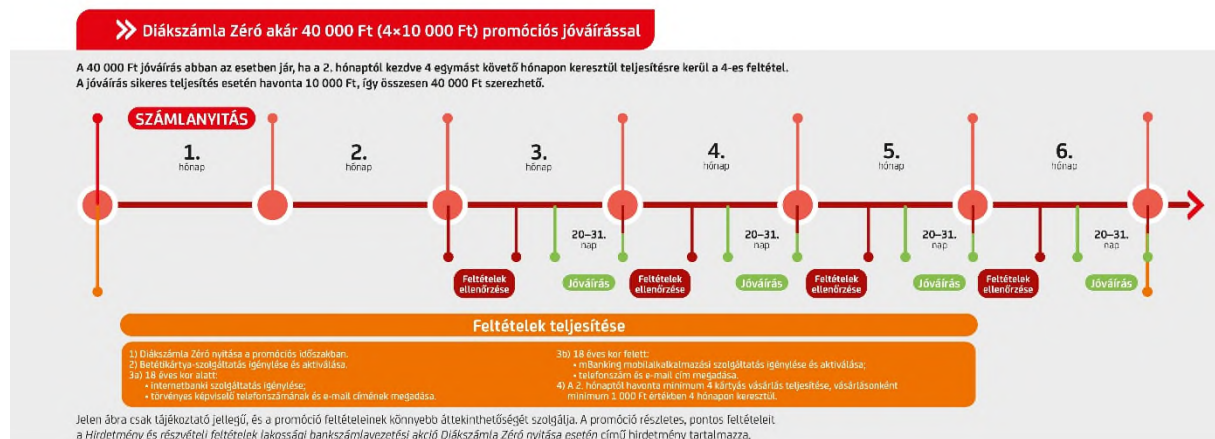 Diákszámla Zéró akár 40 000 Ft (4×10 000 Ft) promóciós jóváírással
A 40 000 Ft jóváírás abban az esetben jár, ha a 2. hónaptól kezdve 4 egymást követő hónapon keresztül teljesítésre kerül a 4-es feltétel.
A jóváírás sikeres teljesítés esetén havonta 10 000 Ft, így összesen 40 000 Ft szerezhető.
SZÁMLANYITÁS
1. hónap
2. hónap
3. hónap
4. hónap
5. hónap
6. hónap
20–31. nap
20–31. nap
20–31. nap
20–31. nap
Feltételek ellenőrzése
Jóváírás
Feltételek ellenőrzése
Jóváírás
Feltételek ellenőrzése
Jóváírás
Feltételek ellenőrzése
Jóváírás
Feltételek teljesítése
1) Diákszámla Zéró nyitása a promóciós időszakban.
2) Betétikártya-szolgáltatás igénylése és aktiválása.
3a) 18 éves kor alatt:
• internetbanki szolgáltatás igénylése;
• törvényes képviselő telefonszámának és e-mail címének megadása.
3b) 18 éves kor felett:
• mBanking mobilalkalkalmazási szolgáltatás igénylése és aktiválása;
• telefonszám és e-mail cím megadása.
4) A 2. hónaptól havonta minimum 4 kártyás vásárlás teljesítése, vásárlásonként
minimum 1 000 Ft értékben 4 hónapon keresztül.
Jelen ábra csak tájékoztató jellegű, és a promóció feltételeinek könnyebb áttekinthetőségét szolgálja. A promóció részletes, pontos feltételeit
a Hirdetmény és részvételi feltételek lakossági bankszámlavezetési akció Diákszámla Zéró nyitása esetén című hirdetmény tartalmazza.